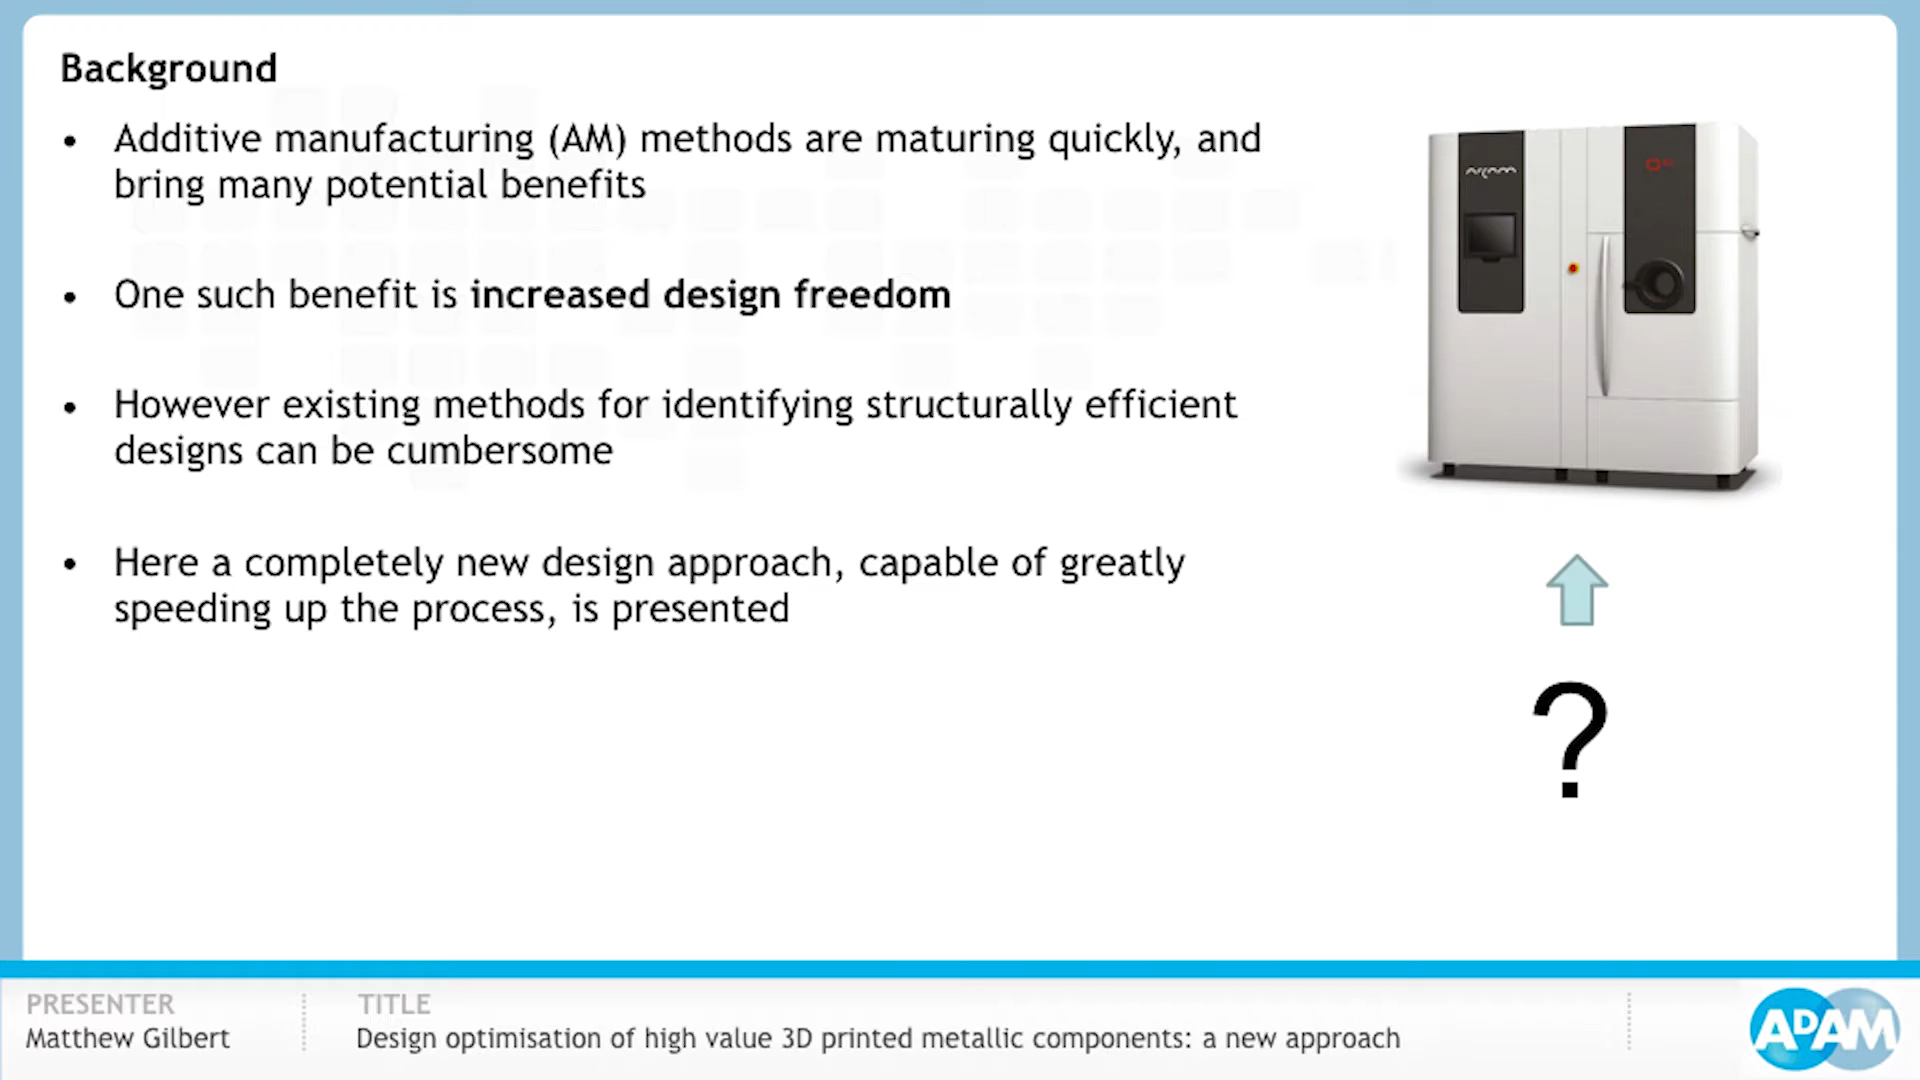 Background
• Additive manufacturing (AM) methods are maturing quickly, and
bring many potential benefits
• One such benefit is increased design freedom
• However existing methods for identifying structurally efficient
designs can be cumbersome
• Here a completely new design approach, capable of greatly
speeding up the process, is presented
Arcam
?
PRESENTER
Matthew Gilbert
TITLE
Design optimisation of high value 3D printed metallic components: a new approach
ADAM